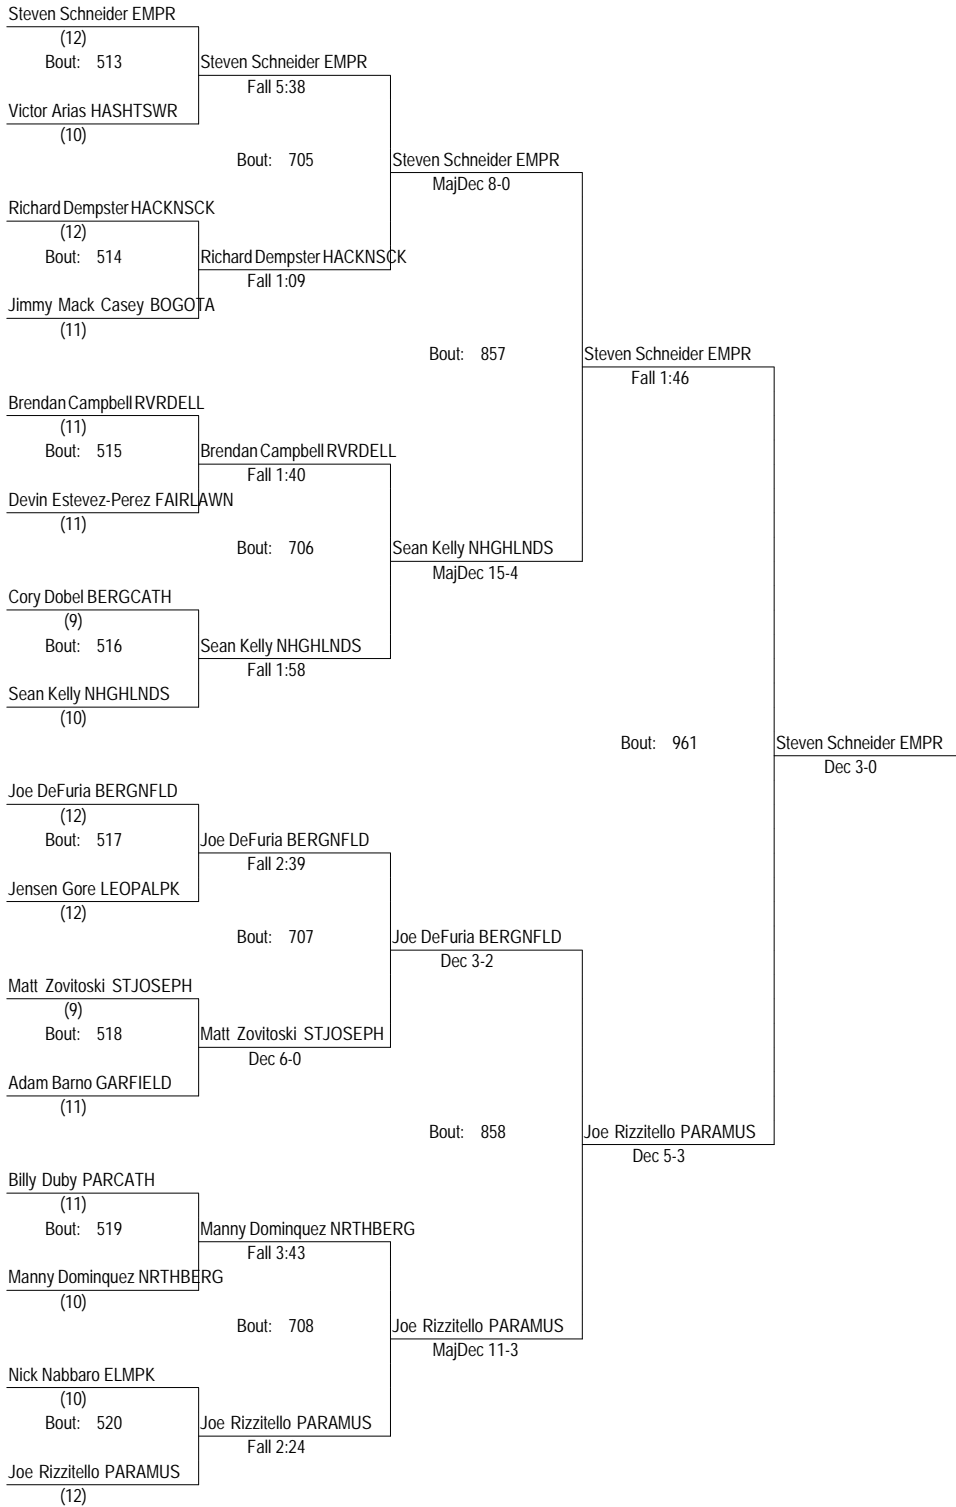 Steven Schneider EMPR
(12)
Bout: 513
Steven Schneider EMPR
Fall 5:38
Victor Arias HASHTSWR
(10)
Bout: 705
Steven Schneider EMPR
MajDec 8-0
Richard Dempster HACKNSCK
(12)
Bout: 514
Richard Dempster HACKNSCK
Fall 1:09
Jimmy Mack Casey BOGOTA
(11)
Bout: 857
Steven Schneider EMPR
Fall 1:46
Brendan Campbell RVRDELL
(11)
Bout: 515
Brendan Campbell RVRDELL
Fall 1:40
Devin Estevez-Perez FAIRLAWN
(11)
Bout: 706
Sean Kelly NHGHLNDS
MajDec 15-4
Cory Dobel BERGCATH
(9)
Bout: 516
Sean Kelly NHGHLNDS
Fall 1:58
Sean Kelly NHGHLNDS
(10)
Bout: 961
Steven Schneider EMPR
Dec 3-0
Joe DeFuria BERGNFLD
(12)
Bout: 517
Joe DeFuria BERGNFLD
Fall 2:39
Jensen Gore LEOPALPK
(12)
Bout: 707
Joe DeFuria BERGNFLD
Dec 3-2
Matt Zovitoski STJOSEPH
(9)
Bout: 518
Matt Zovitoski STJOSEPH
Dec 6-0
Adam Barno GARFIELD
(11)
Bout: 858
Joe Rizzitello PARAMUS
Dec 5-3
Billy Duby PARCATH
(11)
Bout: 519
Manny Dominquez NRTHBERG
Fall 3:43
Manny Dominquez NRTHBERG
(10)
Bout: 708
Joe Rizzitello PARAMUS
MajDec 11-3
Nick Nabbaro ELMPK
(10)
Bout: 520
Joe Rizzitello PARAMUS
Fall 2:24
Joe Rizzitello PARAMUS
(12)